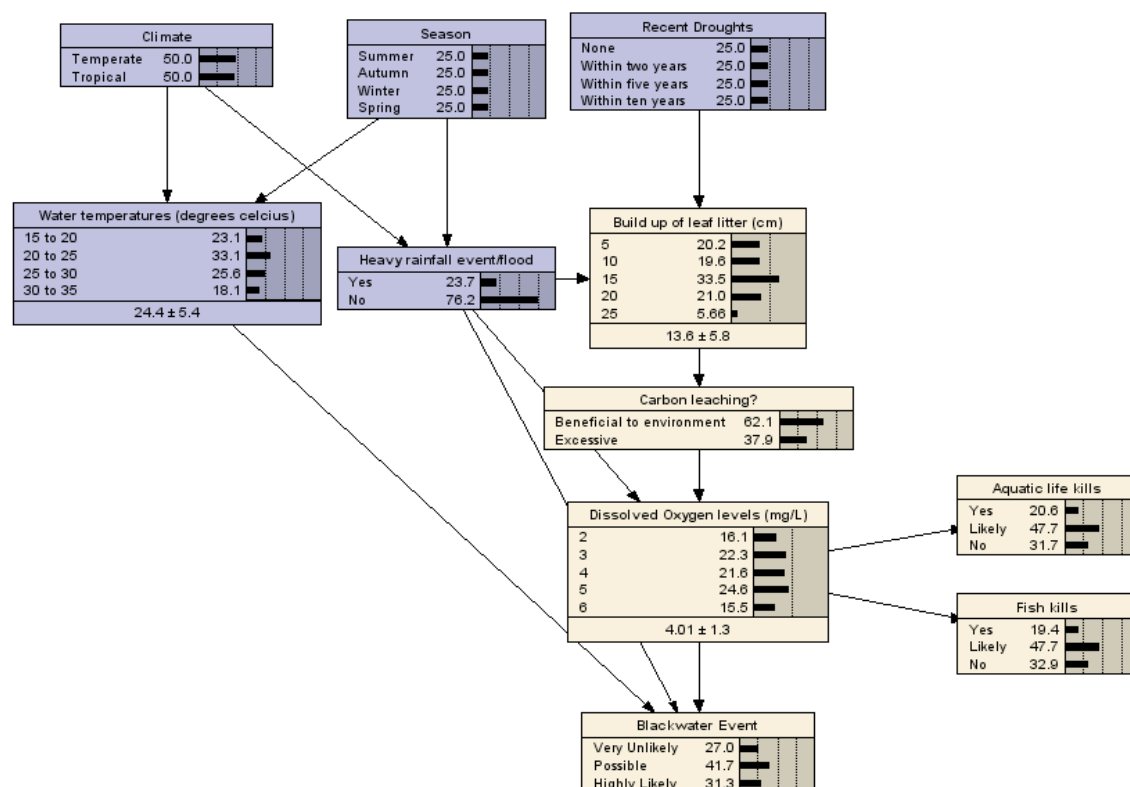 Climate
Temperate 50.0
Tropical 50.0
Season
Summer 25.0
Autumn 25.0
Winter 25.0
Spring 25.0
Recent Droughts
None 25.0
Within two years 25.0
Within five years 25.0
Within ten years 25.0
Water temperatures (degrees celcius)
15 to 20 23.1
20 to 25 33.1
25 to 30 25.6
30 to 35 18.1
24.4 ± 5.4
Heavy rainfall event/flood
Yes 23.7
No 76.2
Build up of leaf litter (cm)
5 20.2
10 19.6
15 33.5
20 21.0
25 5.66
13.6 ± 5.8
Carbon leaching?
Beneficial to environment 62.1
Excessive 37.9
Dissolved Oxygen levels (mg/L)
2 16.1
3 22.3
4 21.6
5 24.6
6 15.5
4.01 ± 1.3
Aquatic life kills
Yes 20.6
Likely 47.7
No 31.7
Fish kills
Yes 19.4
Likely 47.7
No 32.9
Blackwater Event
Very Unlikely 27.0
Possible 41.7
Highly Likely 31.3